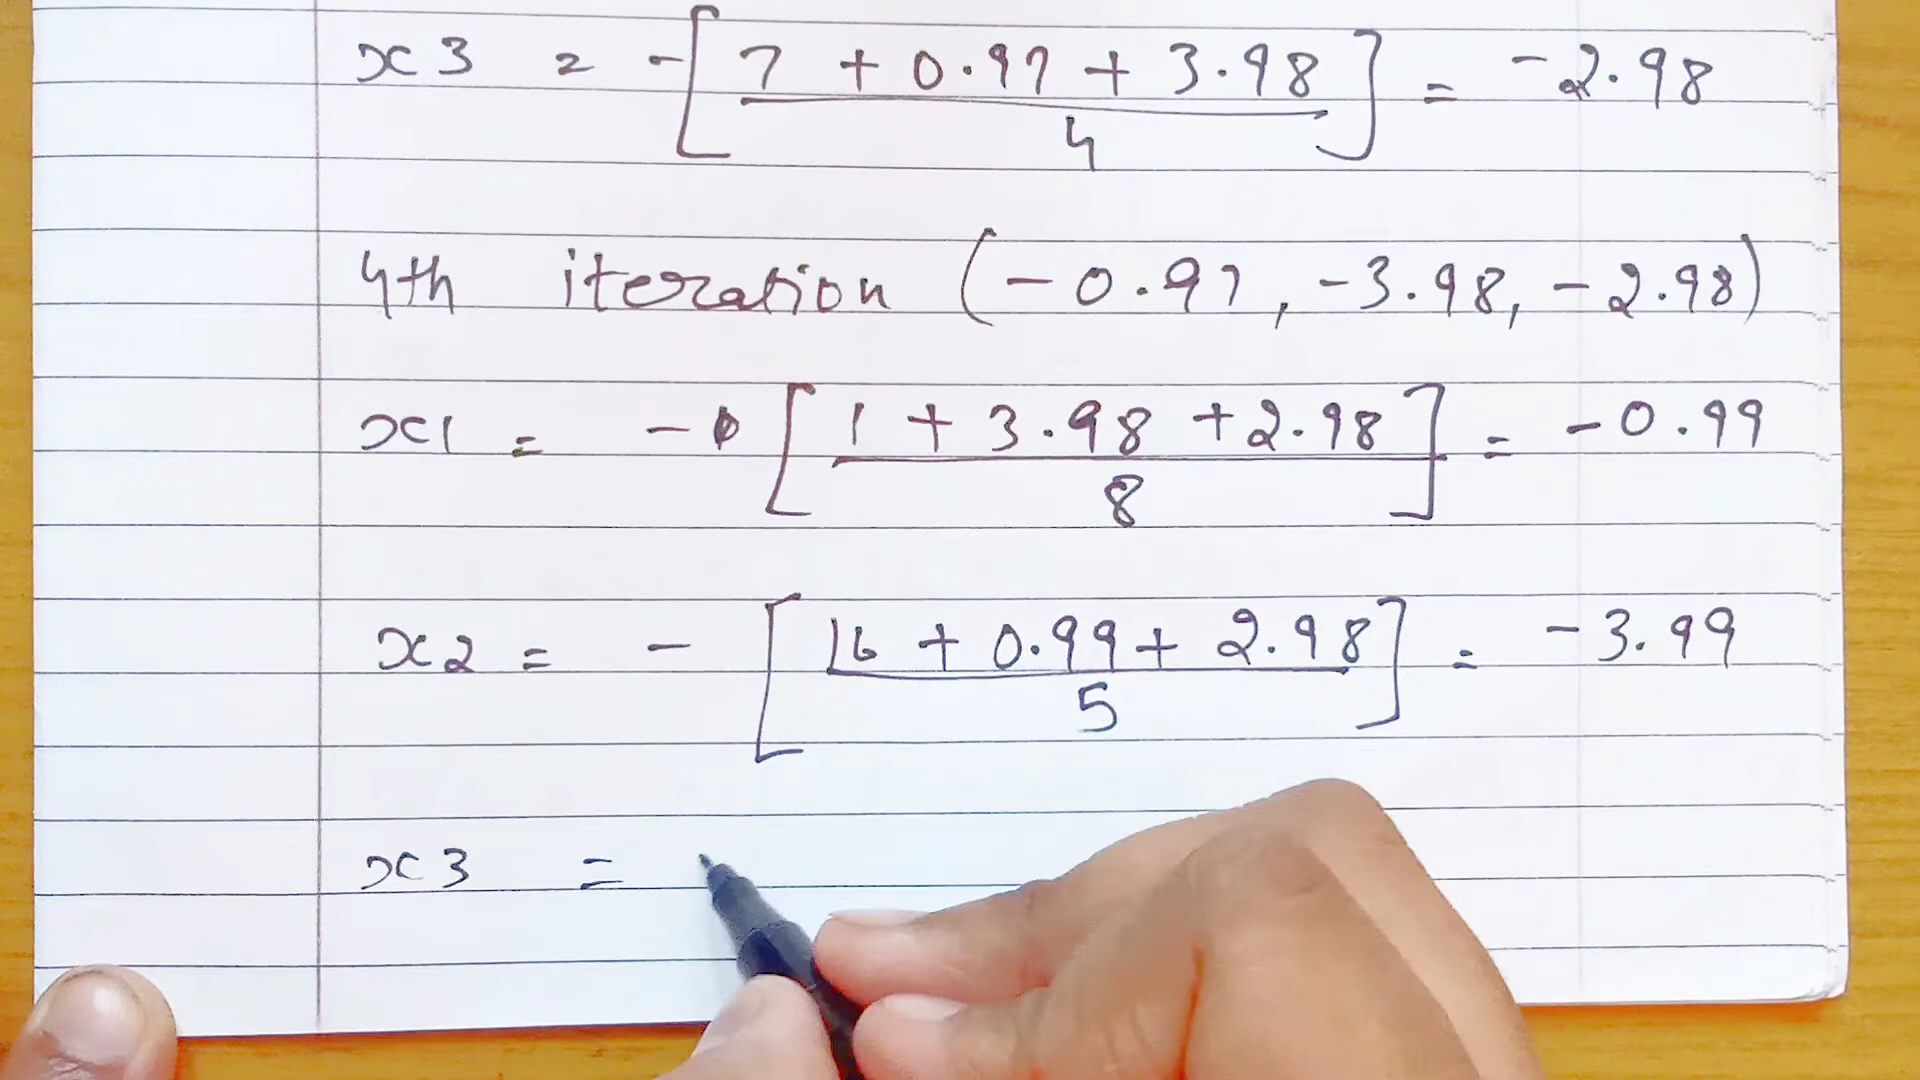 x3 = -[7 + 0.97 + 3.98 / 4] = -2.98
4th iteration (-0.97, -3.98, -2.98)
x1 = -[1 + 3.98 + 2.98 / 8] = -0.99
x2 = -[16 + 0.99 + 2.98 / 5] = -3.99
x3 =